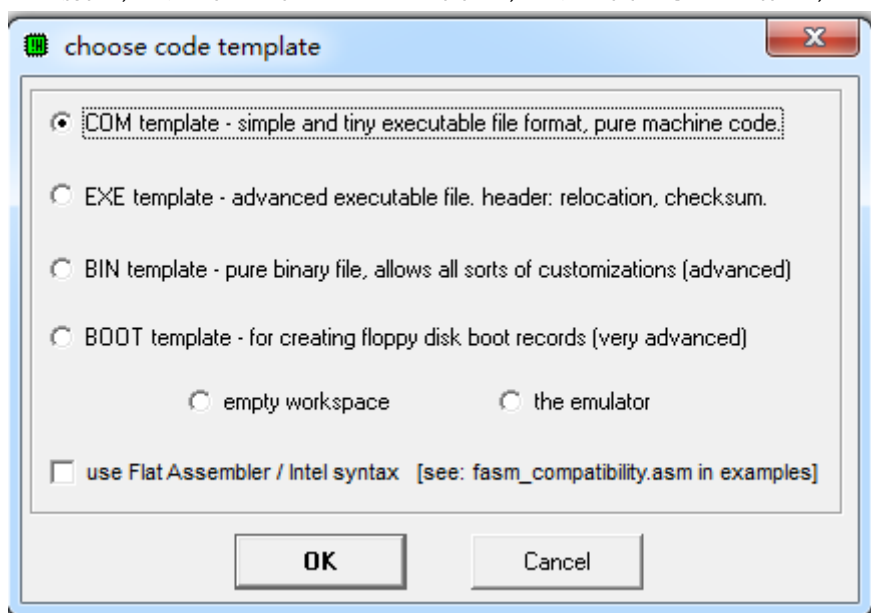 choose code template
COM template - simple and tiny executable file format, pure machine code.
EXE template - advanced executable file. header: relocation, checksum.
BIN template - pure binary file, allows all sorts of customizations (advanced)
BOOT template - for creating floppy disk boot records (very advanced)
empty workspace the emulator
use Flat Assembler / Intel syntax [see: fasm_compatibility.asm in examples]
OK Cancel